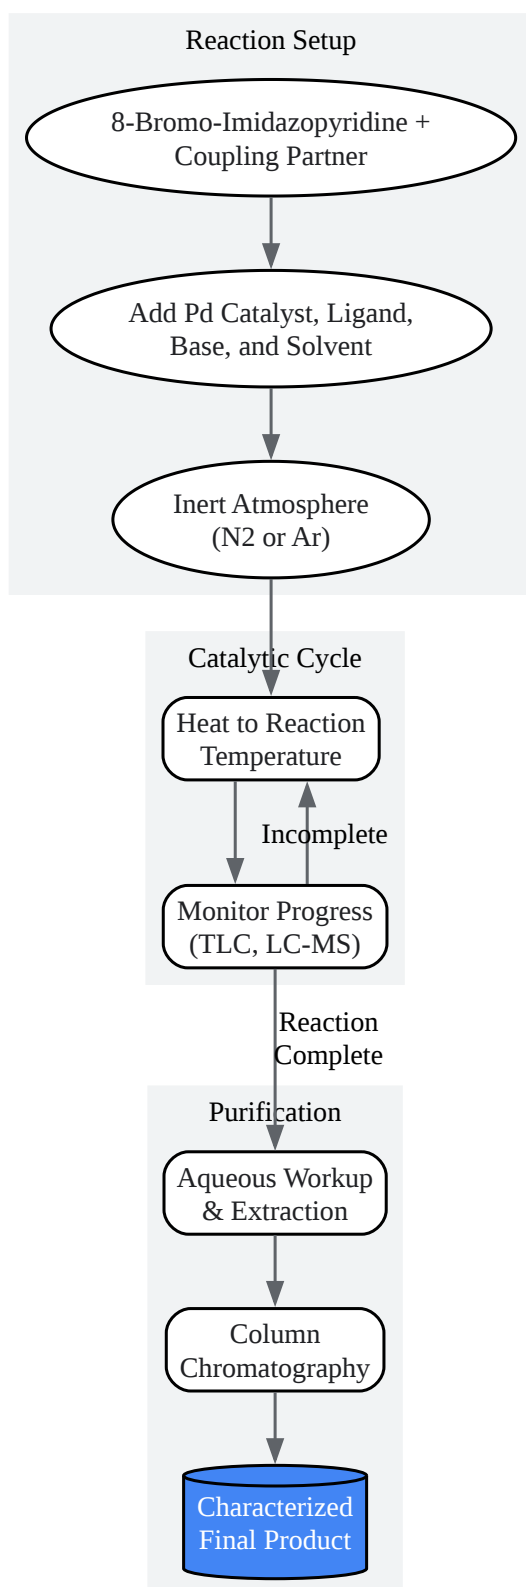 Reaction Setup
8-Bromo-Imidazopyridine +
Coupling Partner
Add Pd Catalyst, Ligand,
Base, and Solvent
Inert Atmosphere
(N2 or Ar)
Catalytic Cycle
Heat to Reaction
Temperature
Incomplete
Monitor Progress
(TLC, LC-MS)
Reaction
Complete
Purification
Aqueous Workup
& Extraction
Column
Chromatography
Characterized
Final Product